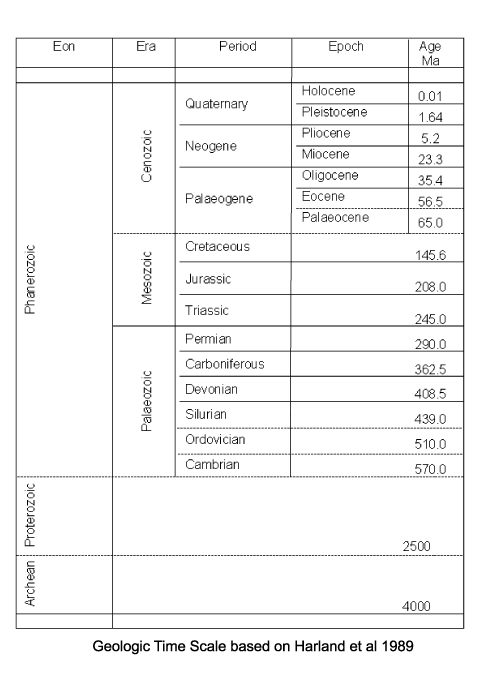 Eon Era Period Epoch Age
Ma
Phanerozoic
Cenozoic
Quaternary
Holocene 0.01
Pleistocene 1.64
Neogene
Pliocene 5.2
Miocene 23.3
Palaeogene
Oligocene 35.4
Eocene 56.5
Palaeocene 65.0
Mesozoic
Cretaceous 145.6
Jurassic 208.0
Triassic 245.0
Palaeozoic
Permian 290.0
Carboniferous 362.5
Devonian 408.5
Silurian 439.0
Ordovician 510.0
Cambrian 570.0
Proterozoic 2500
Archean 4000
Geologic Time Scale based on Harland et al 1989